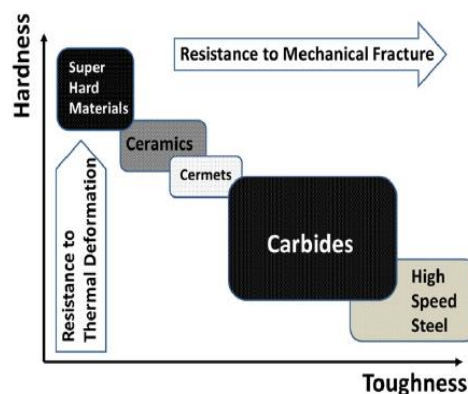 Hardness
Resistance to Mechanical Fracture
Super
Hard
Materials
Ceramics
Cermets
Resistance to
Thermal Deformation
Carbides
High
Speed
Steel
Toughness